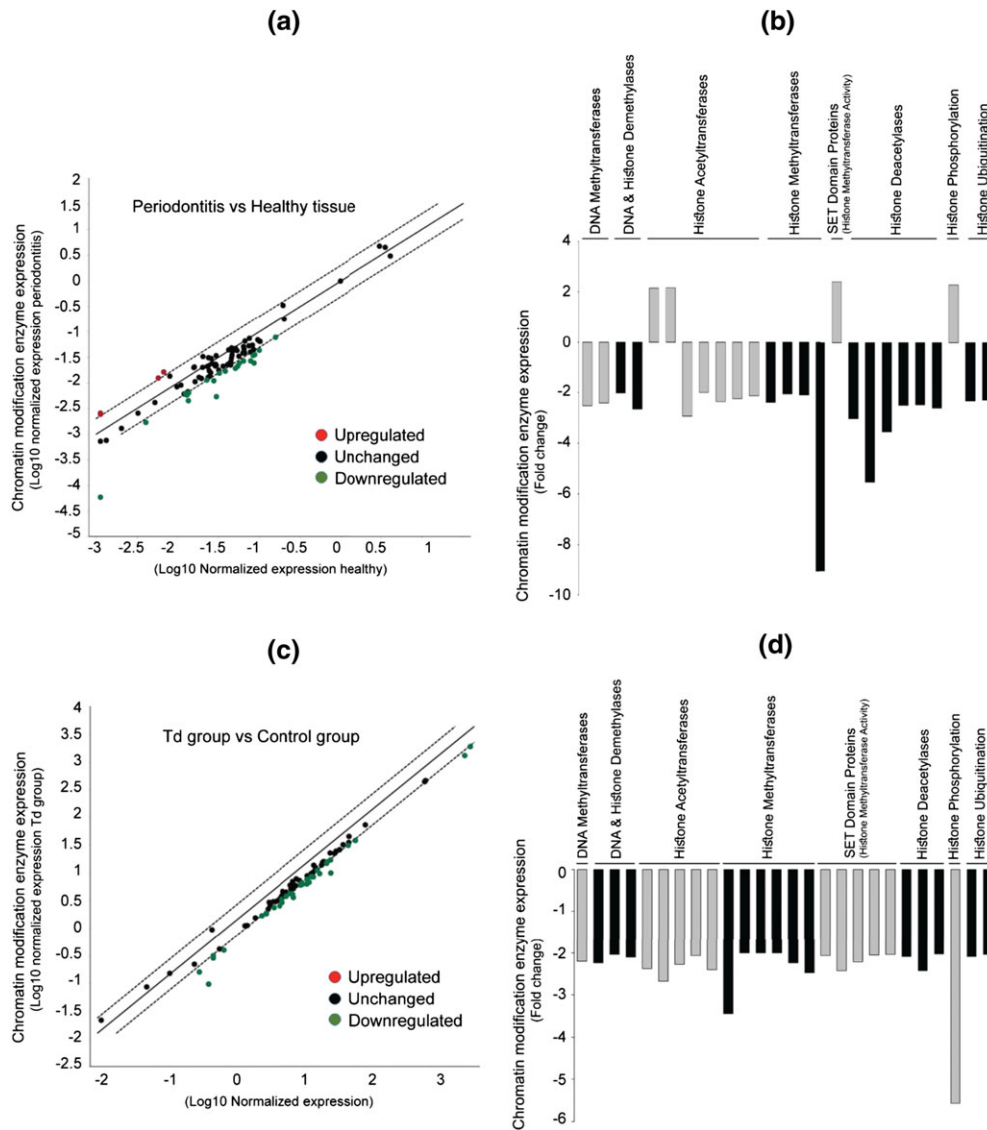 (a)
Periodontitis vs Healthy tissue
Chromatin modification enzyme expression
(Log10 normalized expression periodontitis)
2
1.5
1
0
-0.5
-1
-1.5
-2
-2.5
-3
-3.5
-4
-4.5
-5
Upregulated
Unchanged
Downregulated
-3 -2 -1.5 -1 -0.5 0 0.5 1
(Log10 Normalized expression healthy)
(b)
DNA Methyltransferases
DNA & Histone Demethylases
Histone Acetyltransferases
Histone Methyltransferases
SET Domain Proteins
(Histone Methyltransferase Activity)
Histone Deacetylases
Histone Phosphorylation
Histone Ubiquitination
Chromatin modification enzyme expression
(Fold change)
4
2
0
-2
-4
-6
-8
-10
(c)
Td group vs Control group
Chromatin modification enzyme expression
(Log10 normalized expression Td group)
4
3.5
3
2.5
2
1.5
1
0.5
0
-0.5
-1
-1.5
-2
-2.5
Upregulated
Unchanged
Downregulated
-2 -1 0 1 2 3
(Log10 Normalized expression)
(d)
DNA Methyltransferases
DNA & Histone Demethylases
Histone Acetyltransferases
Histone Methyltransferases
SET Domain Proteins
(Histone Methyltransferase Activity)
Histone Deacetylases
Histone Phosphorylation
Histone Ubiquitination
Chromatin modification enzyme expression
(Fold change)
0
-1
-2
-3
-4
-5
-6